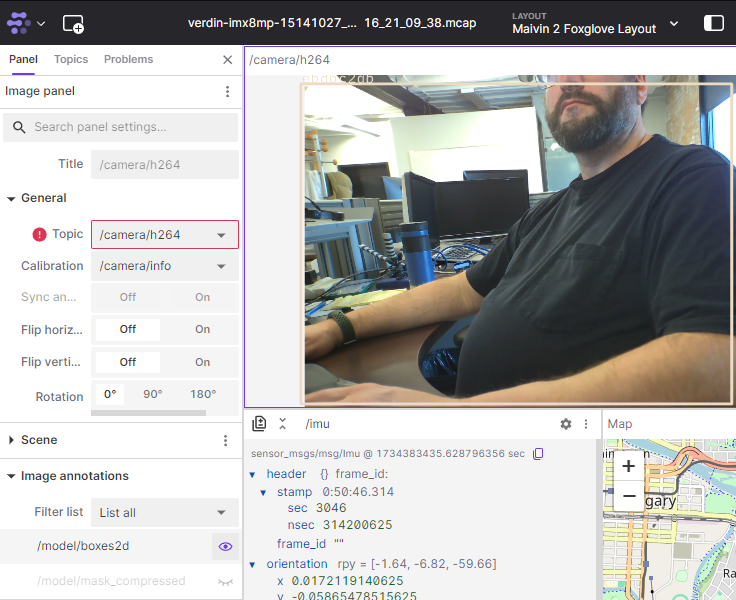 verdin-imx8mp-15141027_... 16_21_09_38.mcap
LAYOUT
Maivin 2 Foxglove Layout
Panel Topics Problems
Image panel
Search panel settings...
Title /camera/h264
General
Topic /camera/h264
Calibration /camera/info
Sync an... Off On
Flip horiz... Off On
Flip verti... Off On
Rotation 0° 90° 180°
Scene
Image annotations
Filter list List all
/model/boxes2d
/model/mask_compressed
/camera/h264
/imu
sensor_msgs/msg/Imu @ 1734383435.628796356 sec
header {} frame_id:
stamp 0:50:46.314
sec 3046
nsec 314200625
frame_id ""
orientation rpy = [-1.64, -6.82, -59.66]
x 0.0172119140625
y -0.05865478515625
Map
+
−
gary
Ra